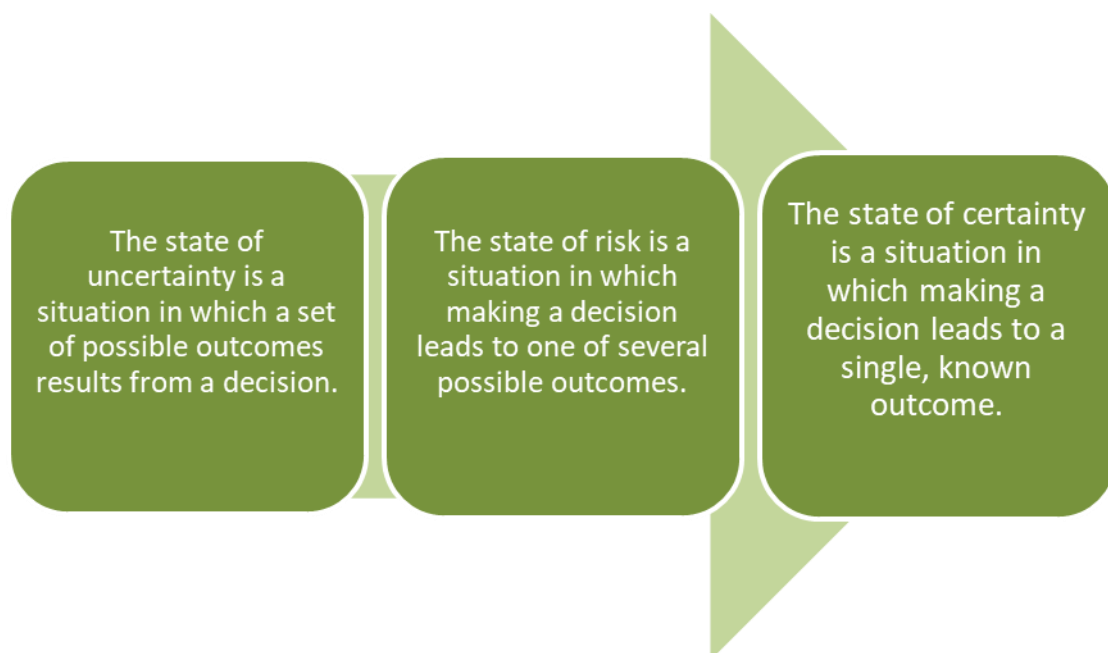 The state of
uncertainty is a
situation in which a set
of possible outcomes
results from a decision.
The state of risk is a
situation in which
making a decision
leads to one of several
possible outcomes.
The state of certainty
is a situation in
which making a
decision leads to a
single, known
outcome.